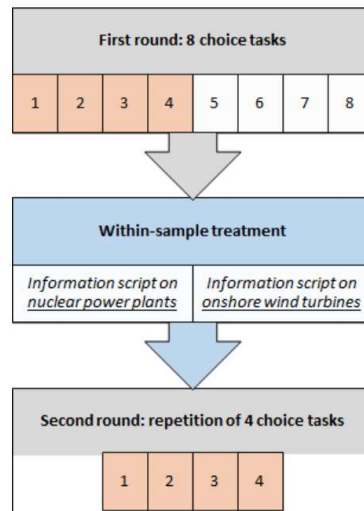 First round: 8 choice tasks
1 2 3 4 5 6 7 8
Within-sample treatment
Information script on
nuclear power plants
Information script on
onshore wind turbines
Second round: repetition of 4 choice tasks
1 2 3 4